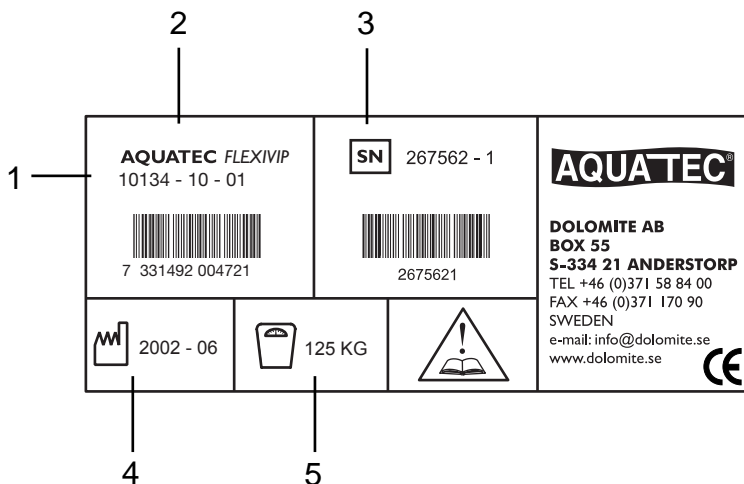 2
3
1
AQUATEC FLEXIVIP
10134 - 10 - 01
7 331492 004721
SN 267562 - 1
2675621
AQUATEC®
DOLOMITE AB
BOX 55
S-334 21 ANDERSTORP
TEL +46 (0)371 58 84 00
FAX +46 (0)371 170 90
SWEDEN
e-mail: info@dolomite.se
www.dolomite.se
CE
2002 - 06
125 KG
!
4
5